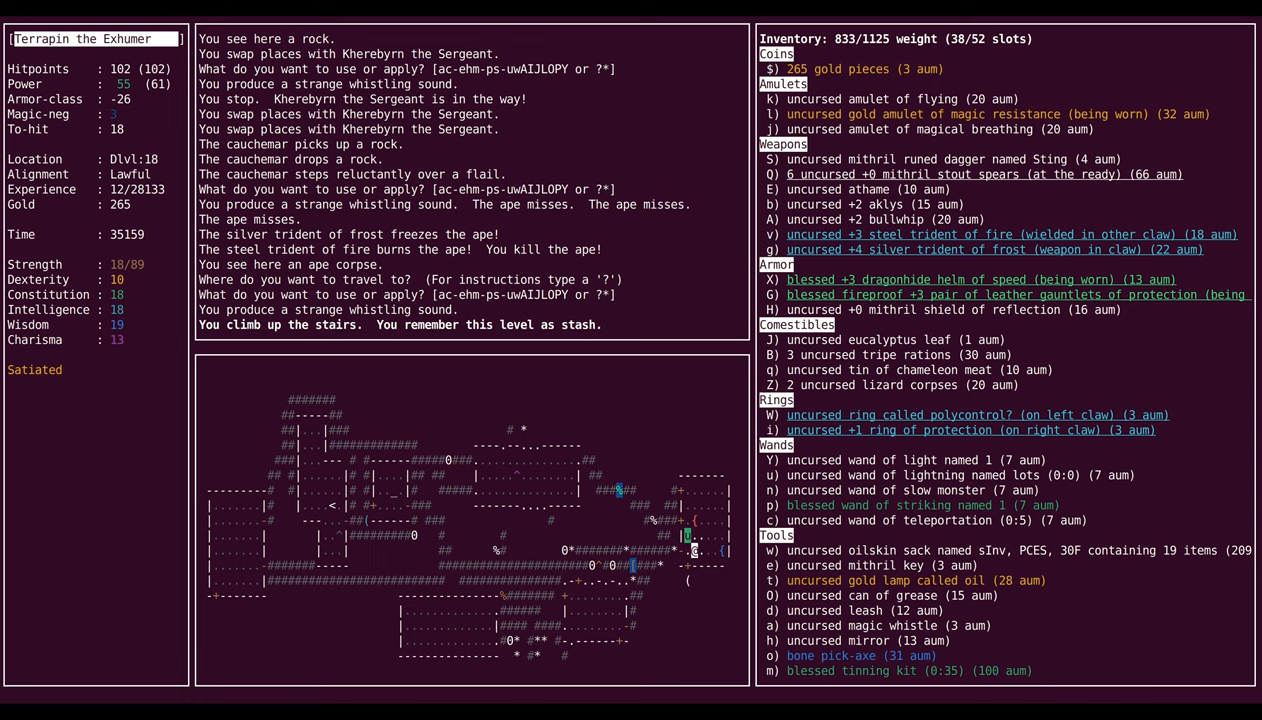 [Terrapin the Exhumer ]
Hitpoints : 102 (102)
Power : 55 (61)
Armor-class : -26
Magic-neg : 3
To-hit : 18
Location : Dlvl:18
Alignment : Lawful
Experience : 12/28133
Gold : 265
Time : 35159
Strength : 18/89
Dexterity : 10
Constitution : 18
Intelligence : 18
Wisdom : 19
Charisma : 13
Satiated
You see here a rock.
You swap places with Kherebyrn the Sergeant.
What do you want to use or apply? [ac-ehm-ps-uwAIJLOPY or ?*]
You produce a strange whistling sound.
You stop. Kherebyrn the Sergeant is in the way!
You swap places with Kherebyrn the Sergeant.
You swap places with Kherebyrn the Sergeant.
The cauchemar picks up a rock.
The cauchemar drops a rock.
The cauchemar steps reluctantly over a flail.
What do you want to use or apply? [ac-ehm-ps-uwAIJLOPY or ?*]
You produce a strange whistling sound. The ape misses. The ape misses.
The ape misses.
The silver trident of frost freezes the ape!
The steel trident of fire burns the ape! You kill the ape!
You see here an ape corpse.
Where do you want to travel to? (For instructions type a '?')
What do you want to use or apply? [ac-ehm-ps-uwAIJLOPY or ?*]
You produce a strange whistling sound.
You climb up the stairs. You remember this level as stash.
Inventory: 833/1125 weight (38/52 slots)
Coins
$) 265 gold pieces (3 aum)
Amulets
k) uncursed amulet of flying (20 aum)
l) uncursed gold amulet of magic resistance (being worn) (32 aum)
j) uncursed amulet of magical breathing (20 aum)
Weapons
S) uncursed mithril runed dagger named Sting (4 aum)
Q) 6 uncursed +0 mithril stout spears (at the ready) (66 aum)
E) uncursed athame (10 aum)
b) uncursed +2 aklys (15 aum)
A) uncursed +2 bullwhip (20 aum)
v) uncursed +3 steel trident of fire (wielded in other claw) (18 aum)
g) uncursed +4 silver trident of frost (weapon in claw) (22 aum)
Armor
X) blessed +3 dragonhide helm of speed (being worn) (13 aum)
G) blessed fireproof +3 pair of leather gauntlets of protection (being
H) uncursed +0 mithril shield of reflection (16 aum)
Comestibles
J) uncursed eucalyptus leaf (1 aum)
B) 3 uncursed tripe rations (30 aum)
q) uncursed tin of chameleon meat (10 aum)
Z) 2 uncursed lizard corpses (20 aum)
Rings
W) uncursed ring called polycontrol? (on left claw) (3 aum)
i) uncursed +1 ring of protection (on right claw) (3 aum)
Wands
Y) uncursed wand of light named 1 (7 aum)
u) uncursed wand of lightning named lots (0:0) (7 aum)
n) uncursed wand of slow monster (7 aum)
p) blessed wand of striking named 1 (7 aum)
c) uncursed wand of teleportation (0:5) (7 aum)
Tools
w) uncursed oilskin sack named sInv, PCES, 30F containing 19 items (209
e) uncursed mithril key (3 aum)
t) uncursed gold lamp called oil (28 aum)
O) uncursed can of grease (15 aum)
d) uncursed leash (12 aum)
a) uncursed magic whistle (3 aum)
h) uncursed mirror (13 aum)
o) bone pick-axe (31 aum)
m) blessed tinning kit (0:35) (100 aum)